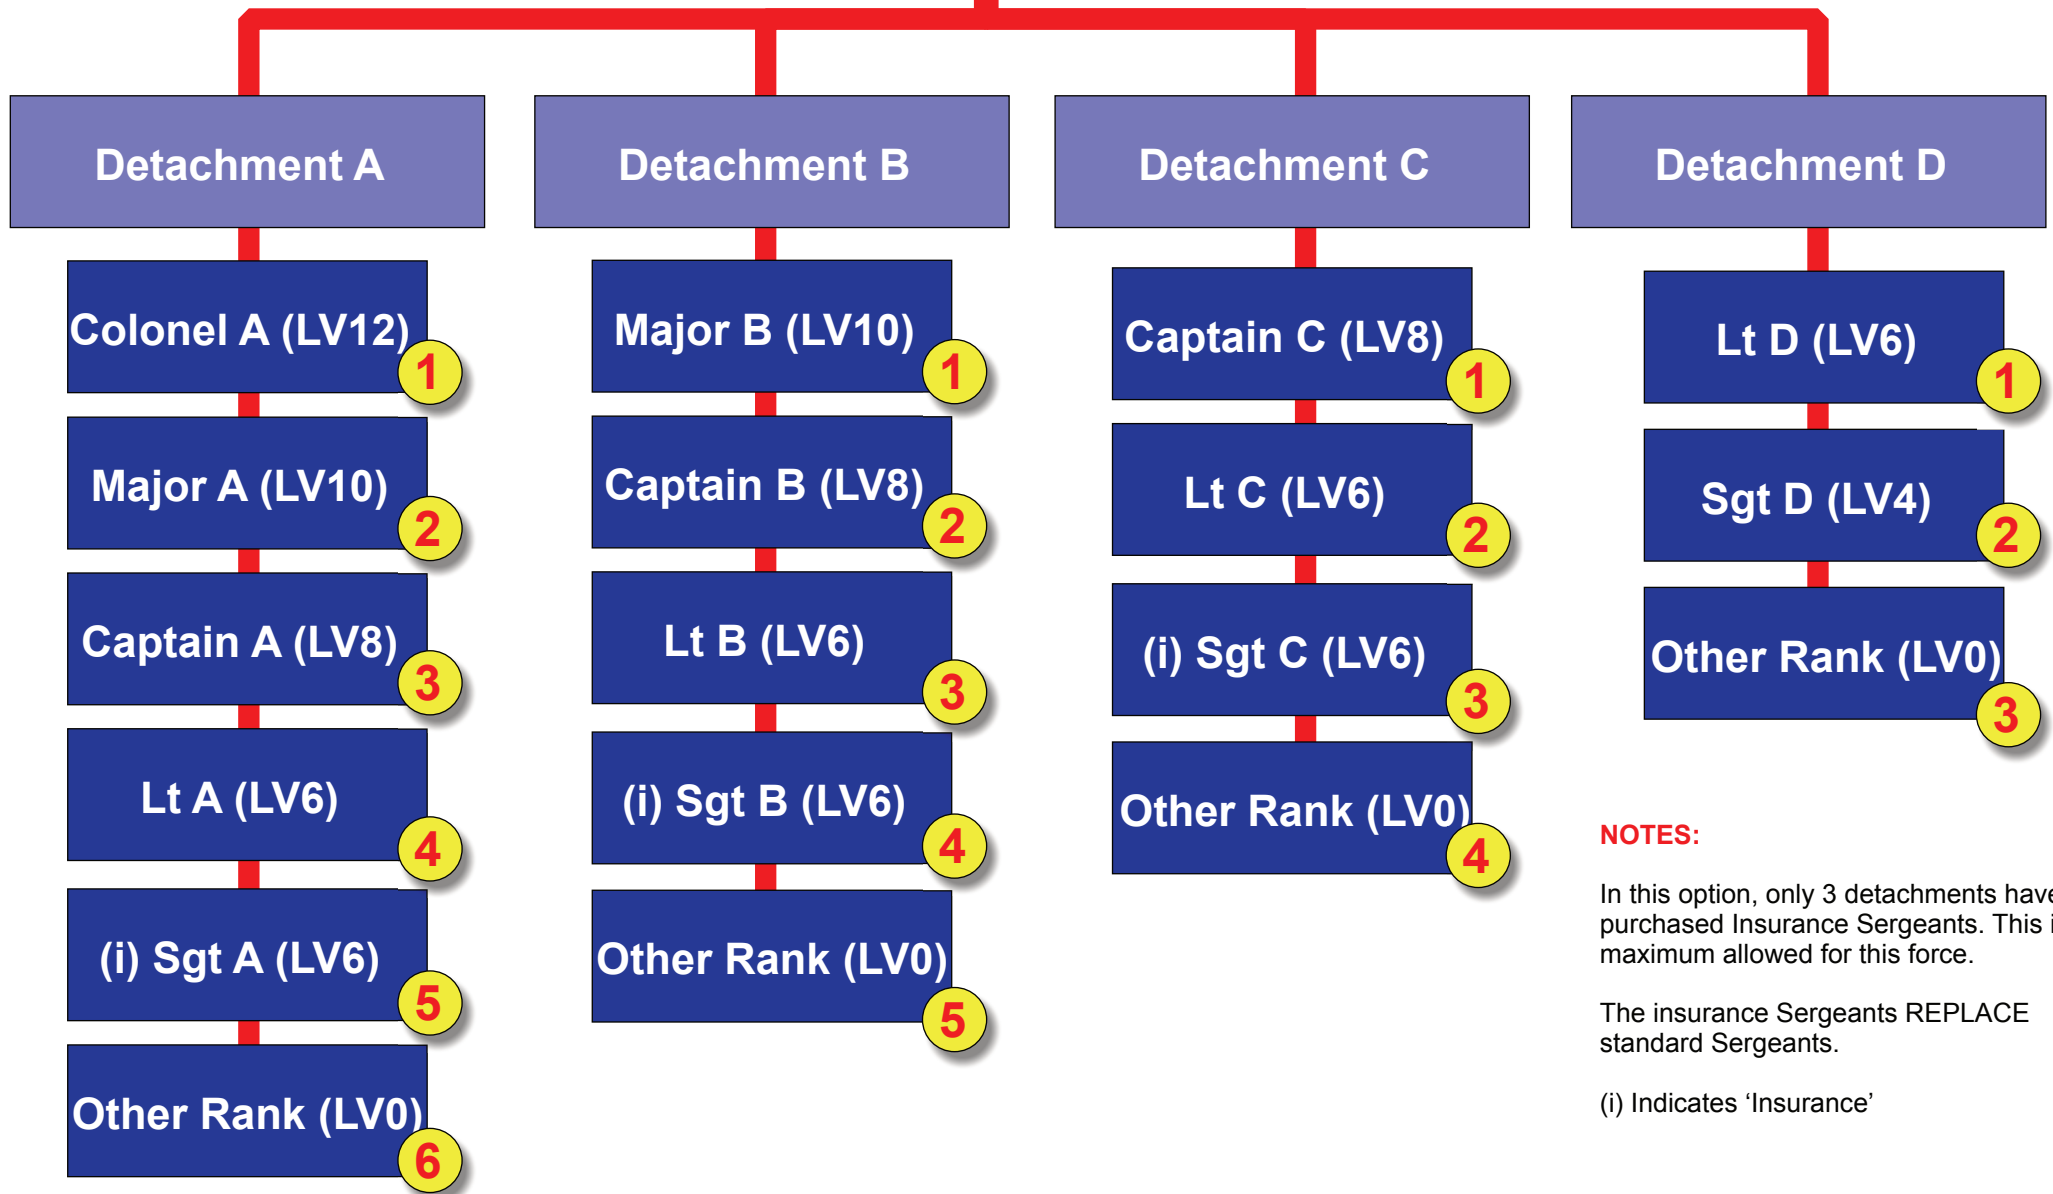 Detachment A
Colonel A (LV12)
1
Major A (LV10)
2
Captain A (LV8)
3
Lt A (LV6)
4
(i) Sgt A (LV6)
5
Other Rank (LV0)
6
Detachment B
Major B (LV10)
1
Captain B (LV8)
2
Lt B (LV6)
3
(i) Sgt B (LV6)
4
Other Rank (LV0)
5
Detachment C
Captain C (LV8)
1
Lt C (LV6)
2
(i) Sgt C (LV6)
3
Other Rank (LV0)
4
Detachment D
Lt D (LV6)
1
Sgt D (LV4)
2
Other Rank (LV0)
3
NOTES:
In this option, only 3 detachments have
purchased Insurance Sergeants. This i
maximum allowed for this force.
The insurance Sergeants REPLACE
standard Sergeants.
(i) Indicates ‘Insurance’